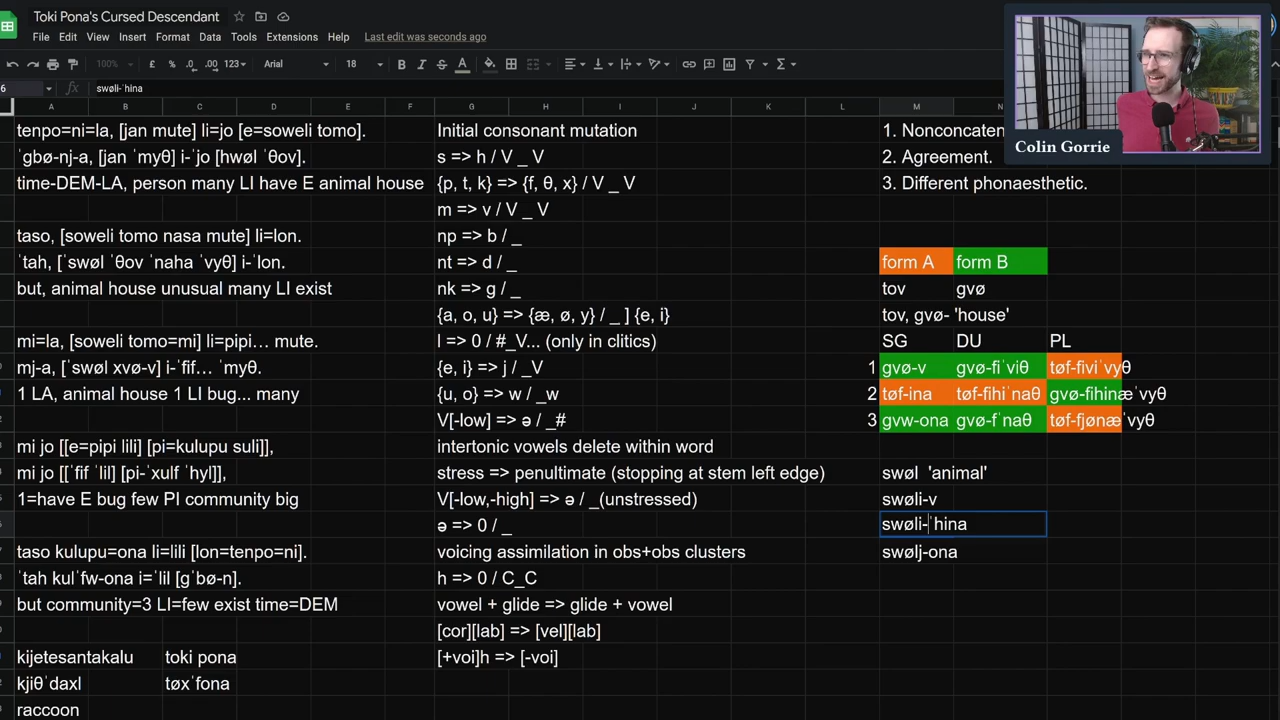 Toki Pona's Cursed Descendant
File Edit View Insert Format Data Tools Extensions Help Last edit was seconds ago
100% £ % .0 .00 123 Arial 18 B I S A
6 fx swøli-ˈhina
A B C D E F G H I J K L M N
tenpo=ni=la, [jan mute] li=jo [e=soweli tomo].
ˈgbø-nj-a, [jan ˈmyθ] i-ˈjo [hwøl ˈθov].
time-DEM-LA, person many LI have E animal house
taso, [soweli tomo nasa mute] li=lon.
ˈtah, [ˈswøl ˈθov ˈnaha ˈvyθ] i-ˈlon.
but, animal house unusual many LI exist
mi=la, [soweli tomo=mi] li=pipi… mute.
mj-a, [ˈswøl xvø-v] i-ˈfif… ˈmyθ.
1 LA, animal house 1 LI bug... many
mi jo [[e=pipi lili] [pi=kulupu suli]],
mi jo [[ˈfif ˈlil] [pi-ˈxulf ˈhyl]],
1=have E bug few PI community big
taso kulupu=ona li=lili [lon=tenpo=ni].
ˈtah kulˈfw-ona i=ˈlil [gˈbø-n].
but community=3 LI=few exist time=DEM
kijetesantakalu toki pona
kjiθˈdaxl tøxˈfona
raccoon
Initial consonant mutation
s => h / V _ V
{p, t, k} => {f, θ, x} / V _ V
m => v / V _ V
np => b / _
nt => d / _
nk => g / _
{a, o, u} => {æ, ø, y} / _ ] {e, i}
l => 0 / #_V... (only in clitics)
{e, i} => j / _V
{u, o} => w / _w
V[-low] => ə / _#
intertonic vowels delete within word
stress => penultimate (stopping at stem left edge)
V[-low,-high] => ə / _(unstressed)
ə => 0 / _
voicing assimilation in obs+obs clusters
h => 0 / C_C
vowel + glide => glide + vowel
[cor][lab] => [vel][lab]
[+voi]h => [-voi]
1. Nonconcaten
2. Agreement.
3. Different phonaesthetic.
form A form B
tov gvø
tov, gvø- 'house'
SG DU PL
1 gvø-v gvø-fiˈviθ tøf-fiviˈvyθ
2 tøf-ina tøf-fihiˈnaθ gvø-fihinæˈvyθ
3 gvw-ona gvø-fˈnaθ tøf-fjønæˈvyθ
swøl 'animal'
swøli-v
swøli-ˈhina
swølj-ona
Colin Gorrie